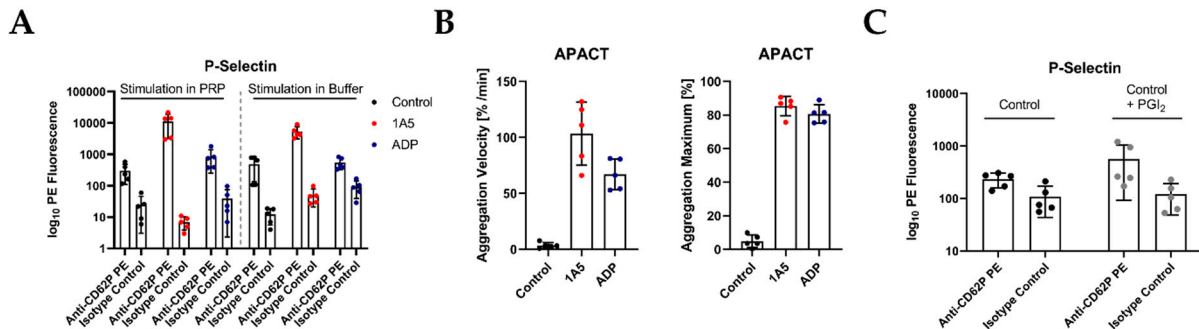 A
P-Selectin
Stimulation in PRP
Stimulation in Buffer
log10 PE Fluorescence
100000
10000
1000
100
10
1
Anti-CD62P PE
Isotype Control
Anti-CD62P PE
Isotype Control
Anti-CD62P PE
Isotype Control
Anti-CD62P PE
Isotype Control
Anti-CD62P PE
Isotype Control
Anti-CD62P PE
Isotype Control
Control
1A5
ADP
B
APACT
Aggregation Velocity [% /min]
150
100
50
0
Control
1A5
ADP
APACT
Aggregation Maximum [%]
100
80
60
40
20
0
Control
1A5
ADP
C
P-Selectin
Control
Control
+ PGI₂
log₁₀ PE Fluorescence
10000
1000
100
10
Anti-CD62P PE
Isotype Control
Anti-CD62P PE
Isotype Control